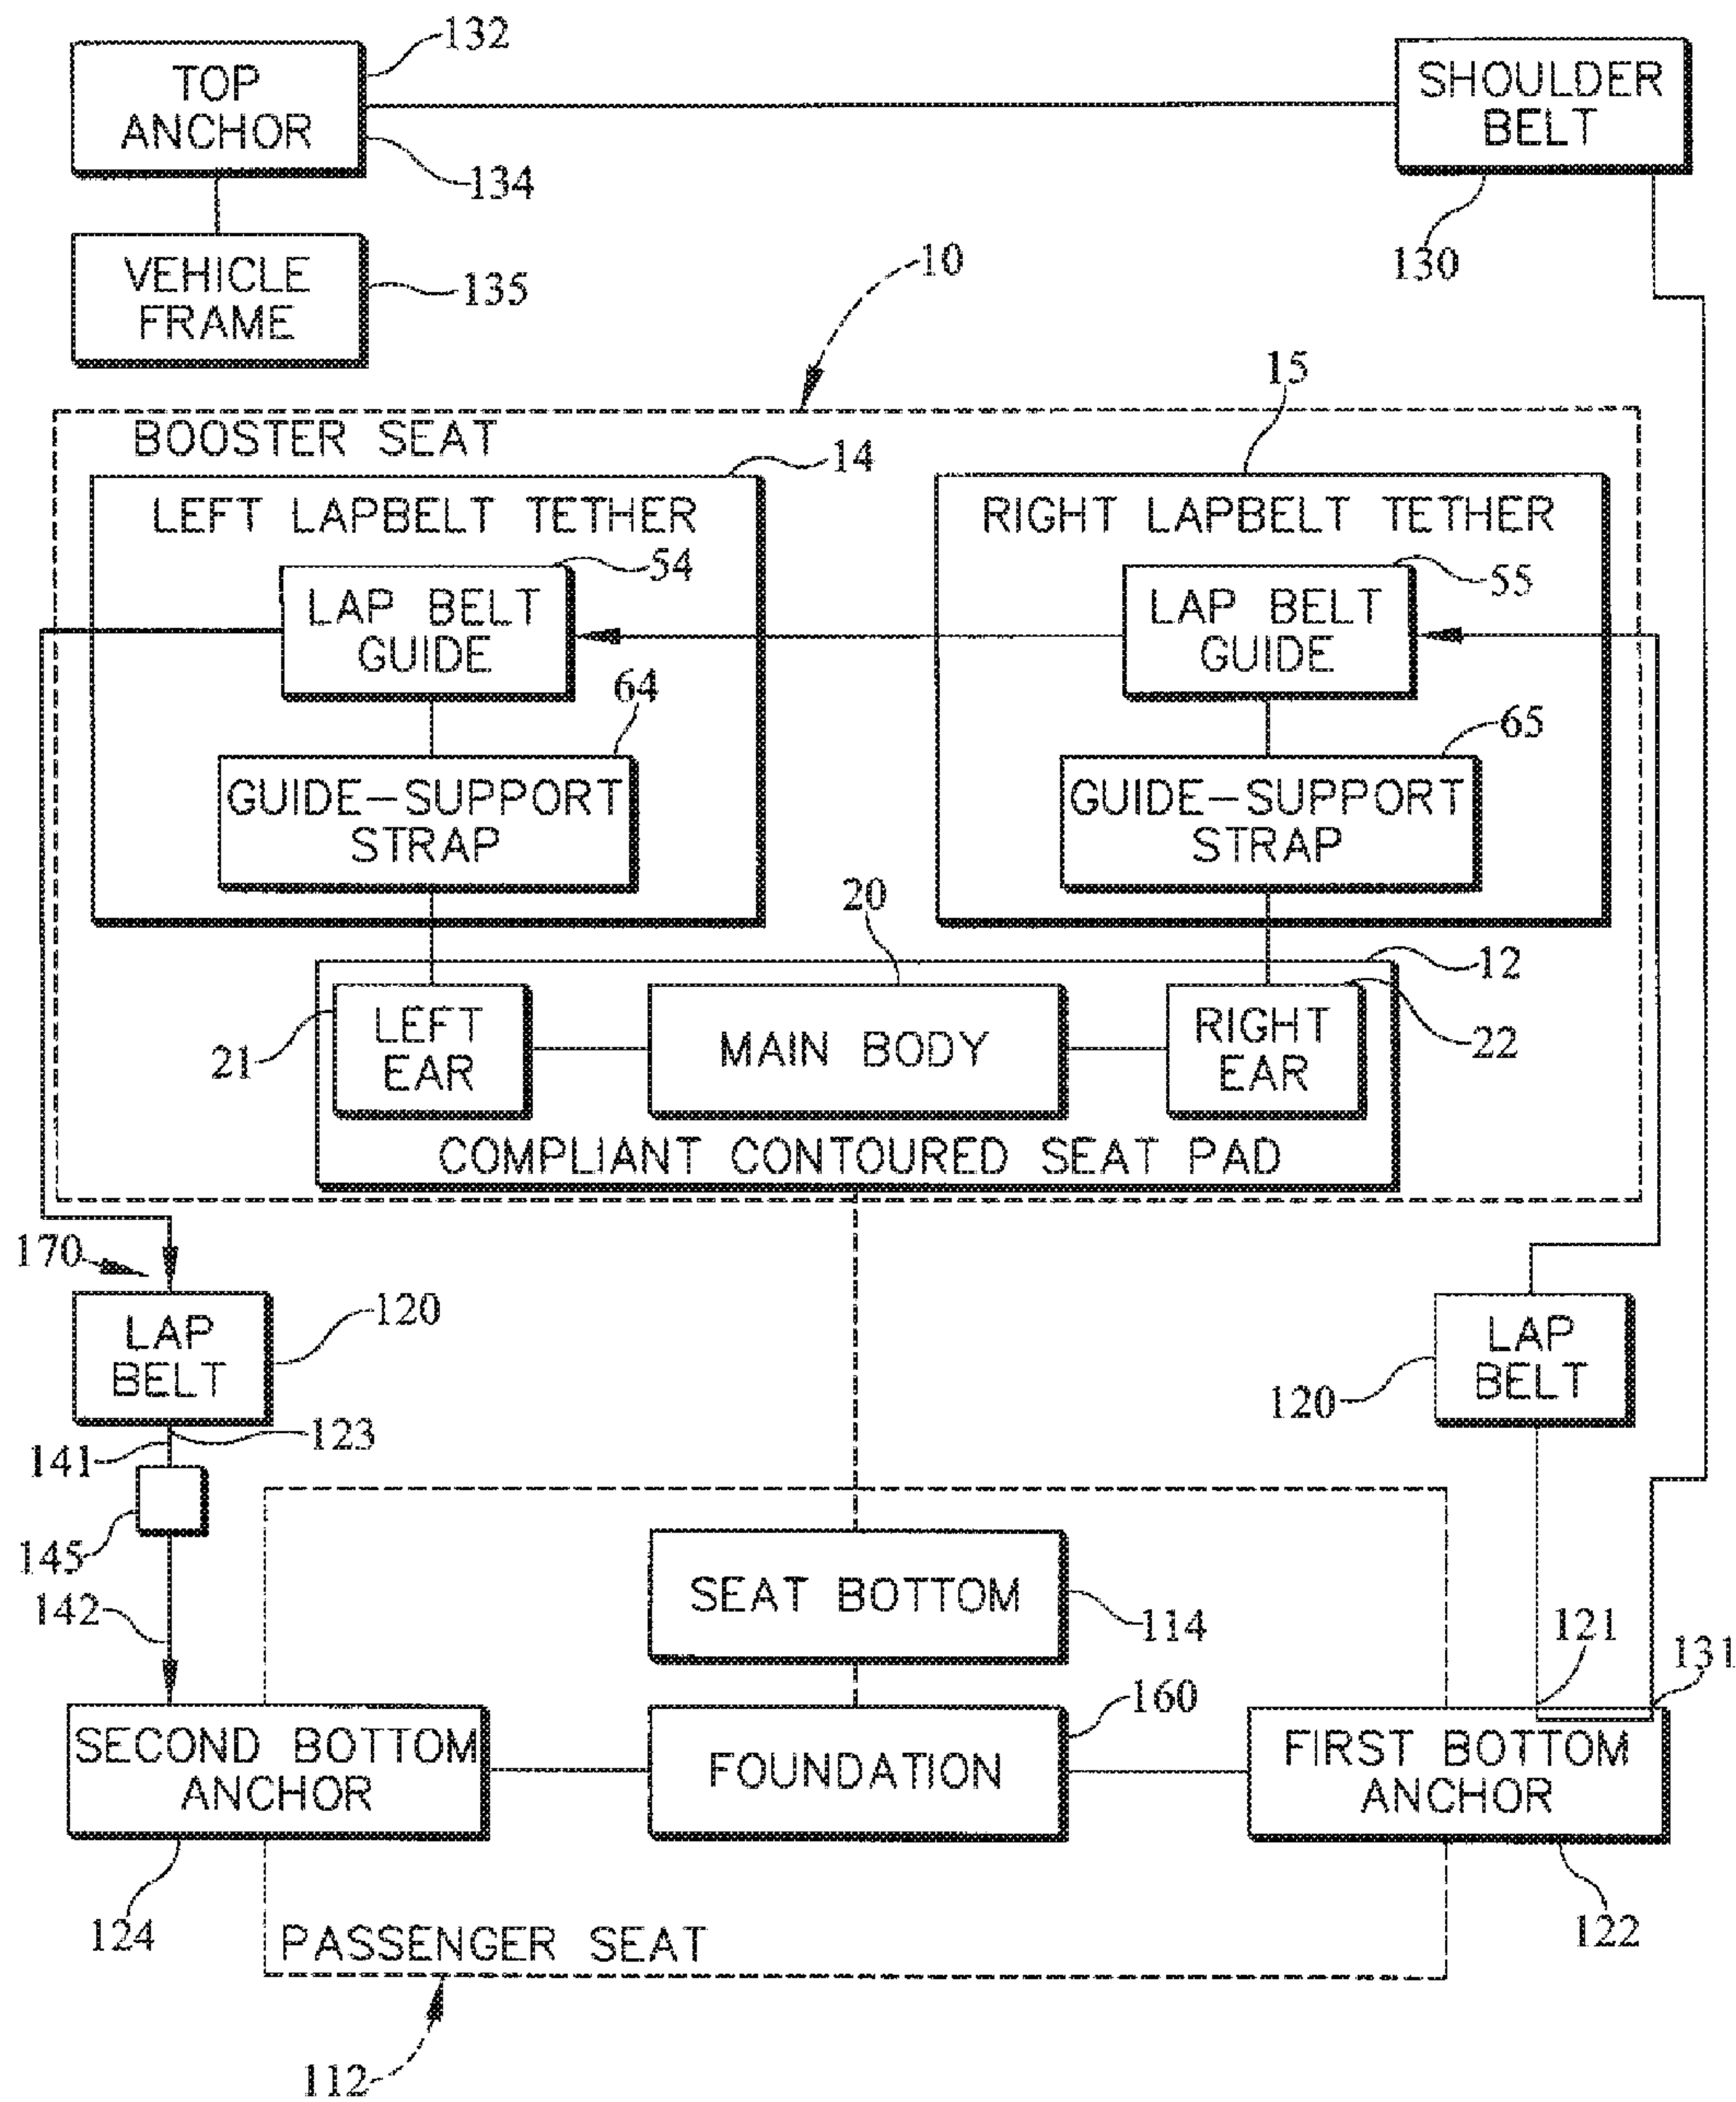 132
TOP
ANCHOR
134
SHOULDER
BELT
130
VEHICLE
FRAME
135
10
15
BOOSTER SEAT
14
LEFT LAPBELT TETHER
54
LAP BELT
GUIDE
64
GUIDE-SUPPORT
STRAP
RIGHT LAPBELT TETHER
55
LAP BELT
GUIDE
65
GUIDE-SUPPORT
STRAP
20
12
21
LEFT
EAR
MAIN BODY
RIGHT
EAR
22
COMPLIANT CONTOURED SEAT PAD
170
LAP
BELT
120
LAP
BELT
120
123
141
145
142
SEAT BOTTOM
114
121
131
160
SECOND BOTTOM
ANCHOR
FOUNDATION
FIRST BOTTOM
ANCHOR
124
122
PASSENGER SEAT
112